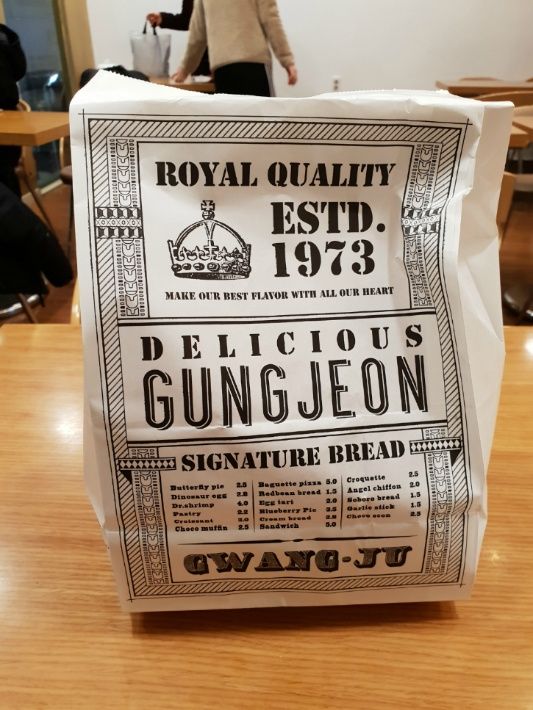 ROYAL QUALITY
ESTD.
1973
MAKE OUR BEST FLAVOR WITH ALL OUR HEART
DELICIOUS
GUNGJEON
SIGNATURE BREAD
Butterfly pie 2.5
Dinosaur egg 2.8
Dr.shrimp 4.0
Pastry 2.2
Croissant 3.0
Choco muffin 2.5
Baguette pizza 5.0
Redbean bread 1.5
Egg tart 2.0
Blueberry Pie 3.5
Cream bread 2.8
Sandwich 5.0
Croquette 2.5
Angel chiffon 2.0
Soboro bread 1.5
Garlic stick 1.5
Choco scon 2.5
GWANG-JU